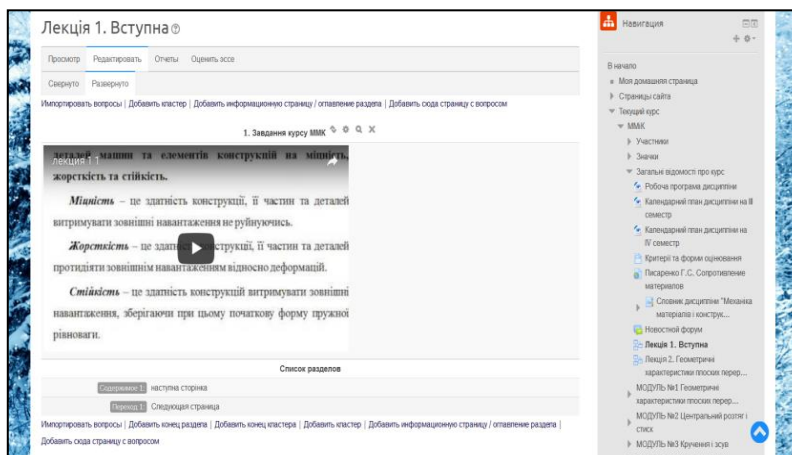 Лекція 1. Вступна
Просмотр Редактировать Отчеты Оценить эссе
Свернуто Развернуто
Импортировать вопросы | Добавить кластер | Добавить информационную страницу / оглавление раздела | Добавить сюда страницу с вопросом
1. Завдання курсу ММК
деталей машин та елементів конструкцій на міцність,
лекция 1 1
жорсткість та стійкість.
Міцність – це здатність конструкції, її частин та деталей
витримувати зовнішні навантаження не руйнуючись.
Жорсткість – це здатність конструкції, її частин та деталей
протидіяти зовнішнім навантаженням відносно деформацій.
Стійкість – це здатність конструкцій витримувати зовнішні
навантаження, зберігаючи при цьому початкову форму пружної
рівноваги.
Список разделов
Содержимое 1: наступна сторінка
Переход 1: Следующая страница
Импортировать вопросы | Добавить конец раздела | Добавить конец кластера | Добавить кластер | Добавить информационную страницу / оглавление раздела |
Добавить сюда страницу с вопросом
Навигация
В начало
Моя домашняя страница
Страницы сайта
Текущий курс
ММіК
Участники
Значки
Загальні відомості про курс
Робоча програма дисципліни
Календарний план дисципліни на III
семестр
Календарний план дисципліни на
IV семестр
Критерії та форми оцінювання
Писаренко Г.С. Сопротивление
материалов
Словник дисципліни "Механіка
матеріалів і конструк...
Новостной форум
Лекція 1. Вступна
Лекція 2. Геометричні
характеристики плоских перер...
МОДУЛЬ №1 Геометричні
характеристики плоских перер...
МОДУЛЬ №2 Центральний розтяг і
стиск
МОДУЛЬ №3 Кручення і зсув